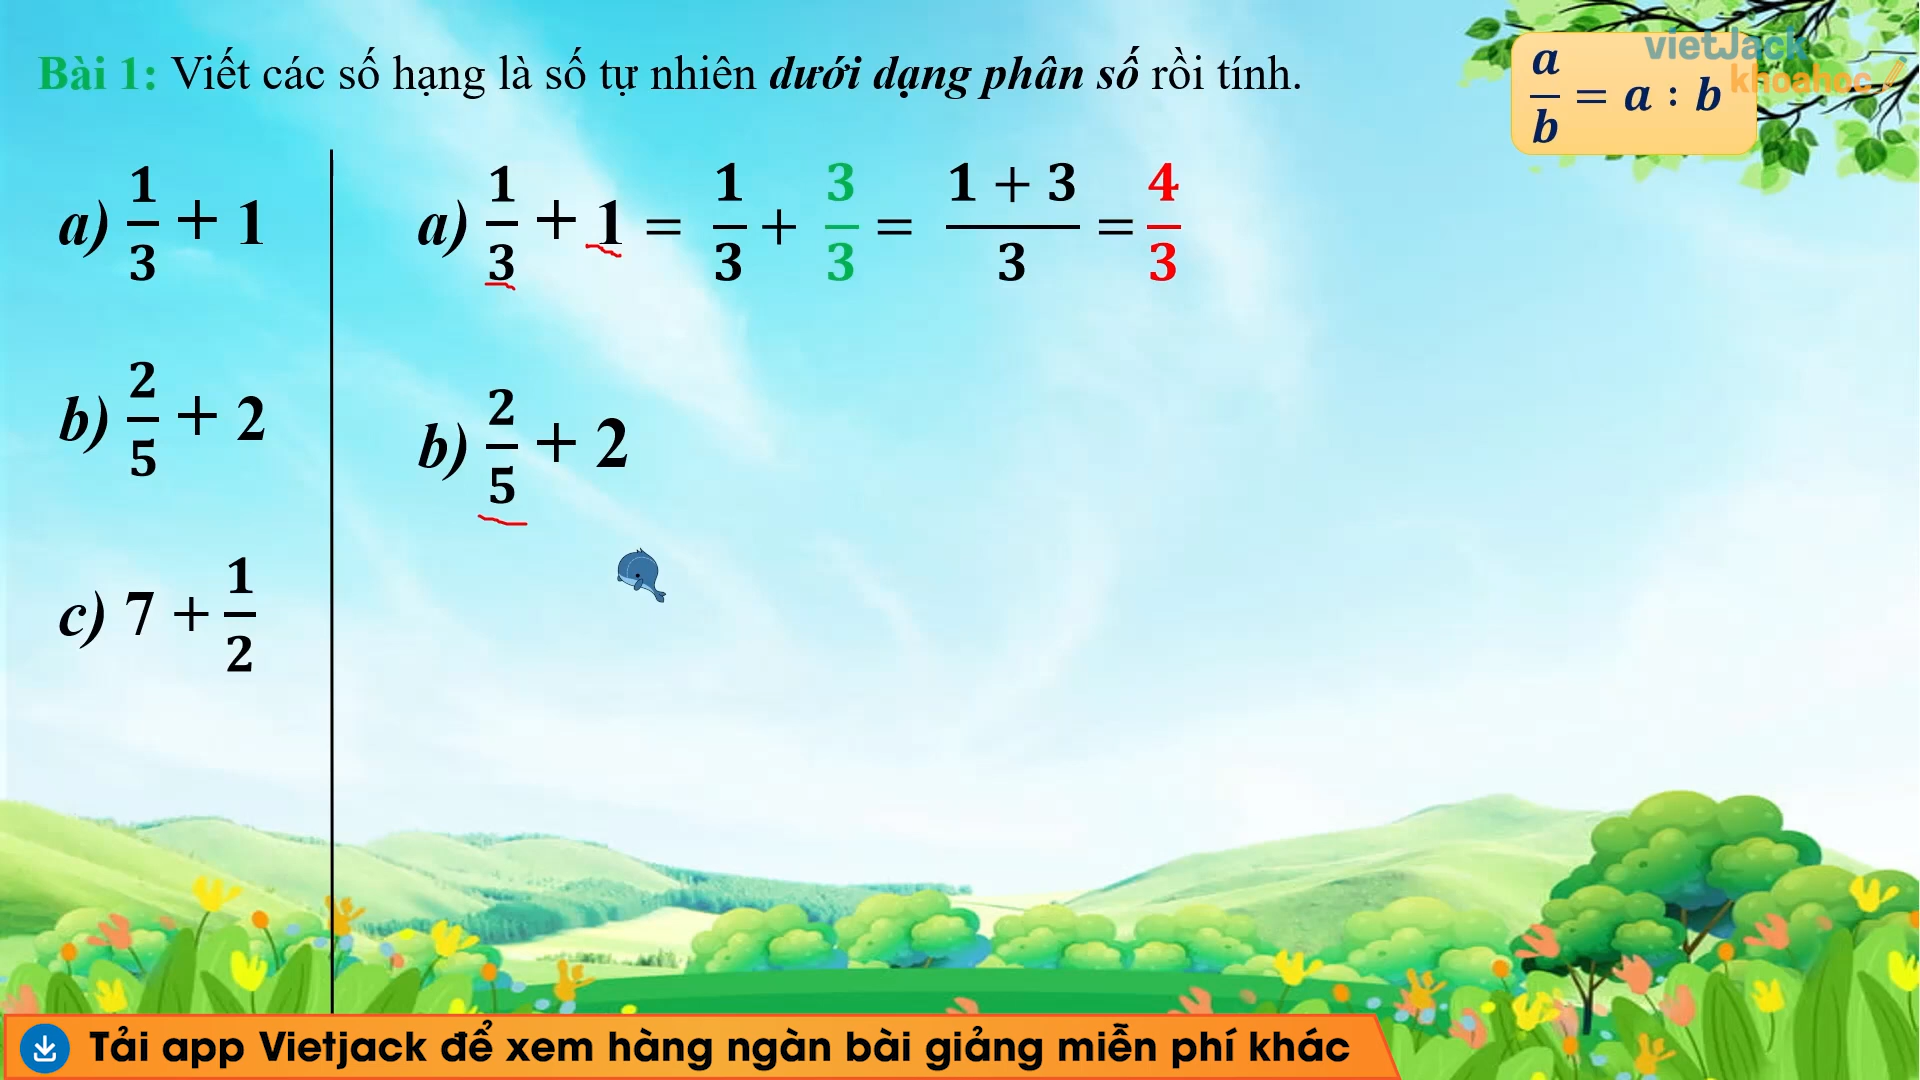 Bài 1: Viết các số hạng là số tự nhiên dưới dạng phân số rồi tính.
vietJack
khoahoc
a/b = a : b
a) 1/3 + 1
a) 1/3 + 1 = 1/3 + 3/3 = (1 + 3)/3 = 4/3
b) 2/5 + 2
b) 2/5 + 2
c) 7 + 1/2
Tải app Vietjack để xem hàng ngàn bài giảng miễn phí khác